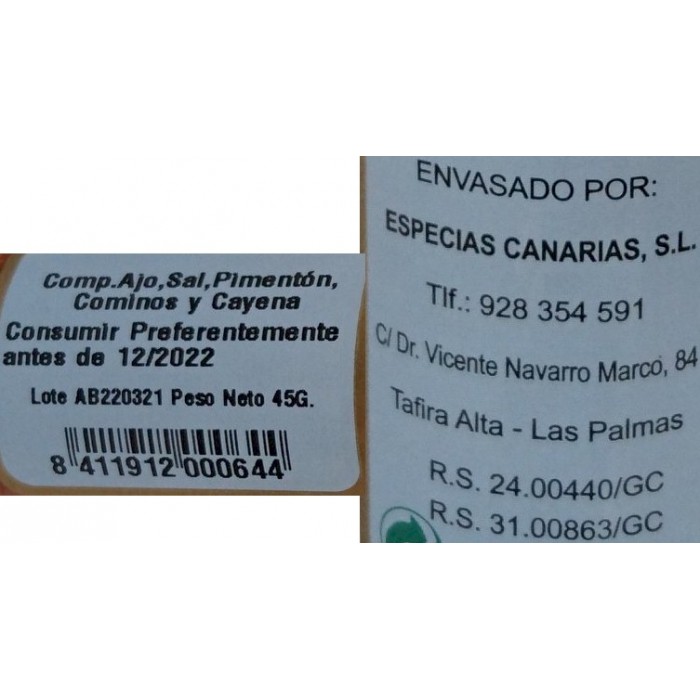 Comp.Ajo,Sal,Pimentón,
Cominos y Cayena
Consumir Preferentemente
antes de 12/2022
Lote AB220321 Peso Neto 45G.
8 411912 000644
ENVASADO POR:
ESPECIAS CANARIAS, S.L.
Tlf.: 928 354 591
C/ Dr. Vicente Navarro Marco, 84
Tafira Alta - Las Palmas
R.S. 24.00440/GC
R.S. 31.00863/GC